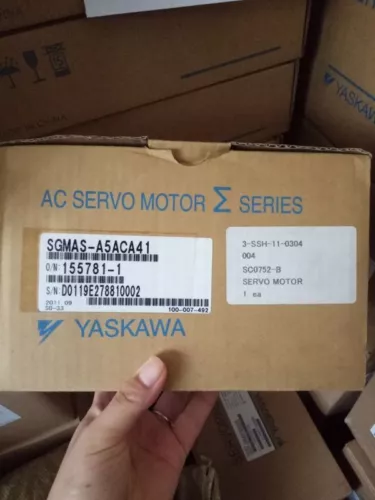 YASKAWA
AC SERVO MOTOR Σ SERIES
SGMAS-A5ACA41
O/N: 155781-1
S/N: D0119E278810002
2011.09
100-007-492
YASKAWA
3-SSH-11-0304
004
SC0752-B
SERVO MOTOR
1 ea